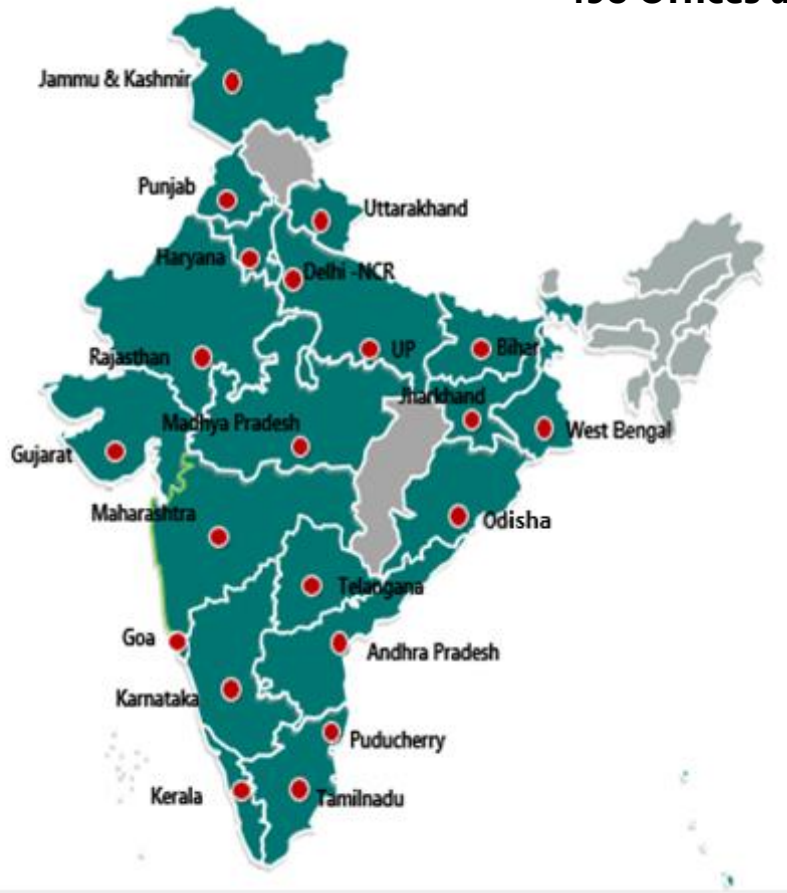 Offices
Jammu & Kashmir
Punjab
Uttarakhand
Haryana
Delhi -NCR
Rajasthan
UP
Bihar
Jharkhand
Madhya Pradesh
West Bengal
Gujarat
Maharashtra
Odisha
Telangana
Goa
Andhra Pradesh
Karnataka
Puducherry
Kerala
Tamilnadu